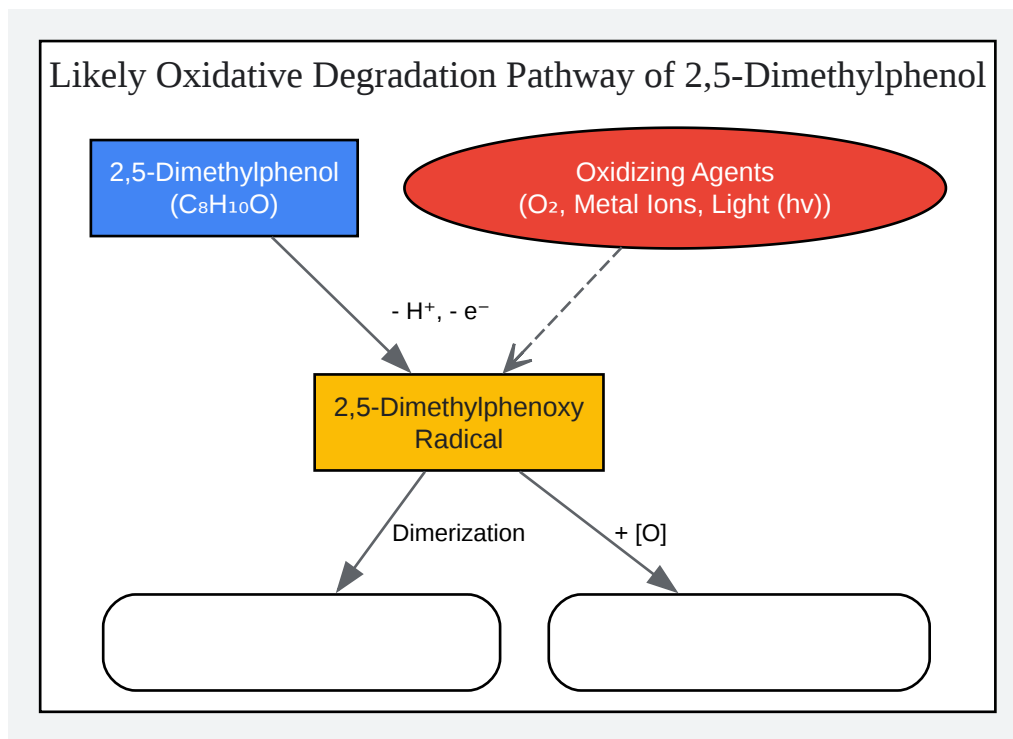 Likely Oxidative Degradation Pathway of 2,5-Dimethylphenol
2,5-Dimethylphenol
(C₈H₁₀O)
Oxidizing Agents
(O₂, Metal Ions, Light (hv))
- H⁺, - e⁻
2,5-Dimethylphenoxy
Radical
Dimerization
+ [O]